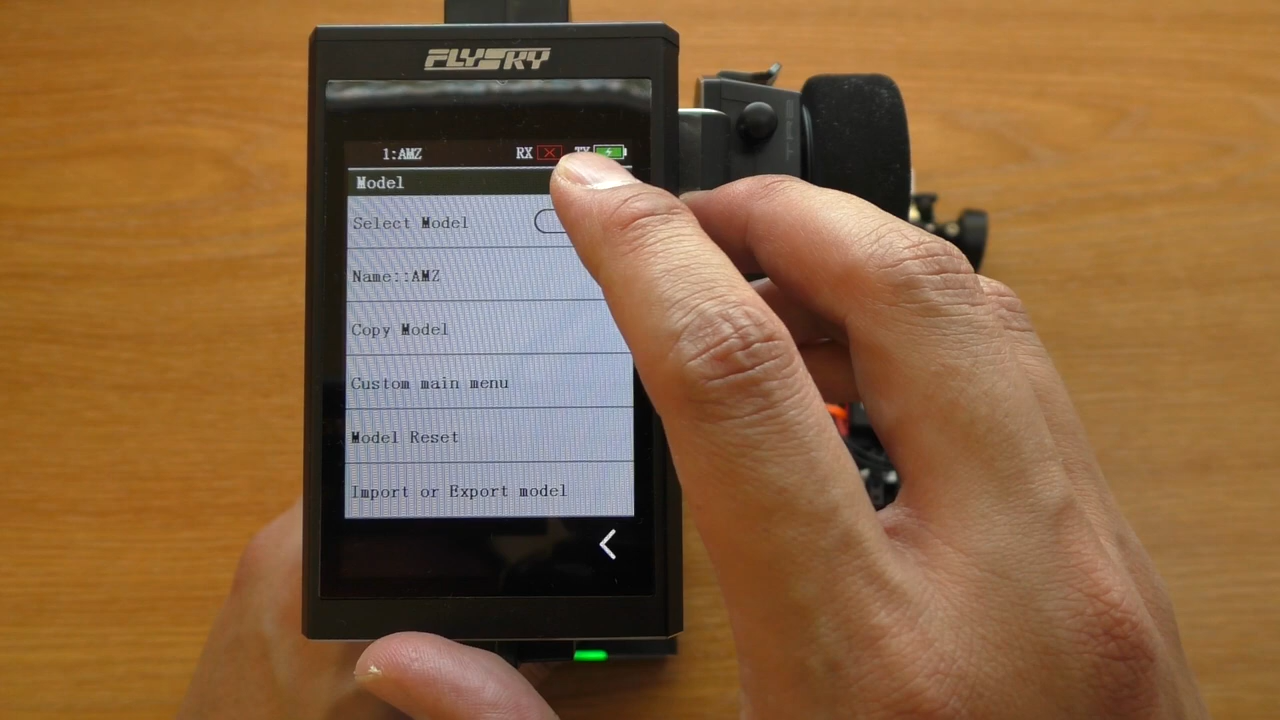 FLYSKY
1:AMZ RX TX
Model
Select Model
Name::AMZ
Copy Model
Custom main menu
Model Reset
Import or Export model